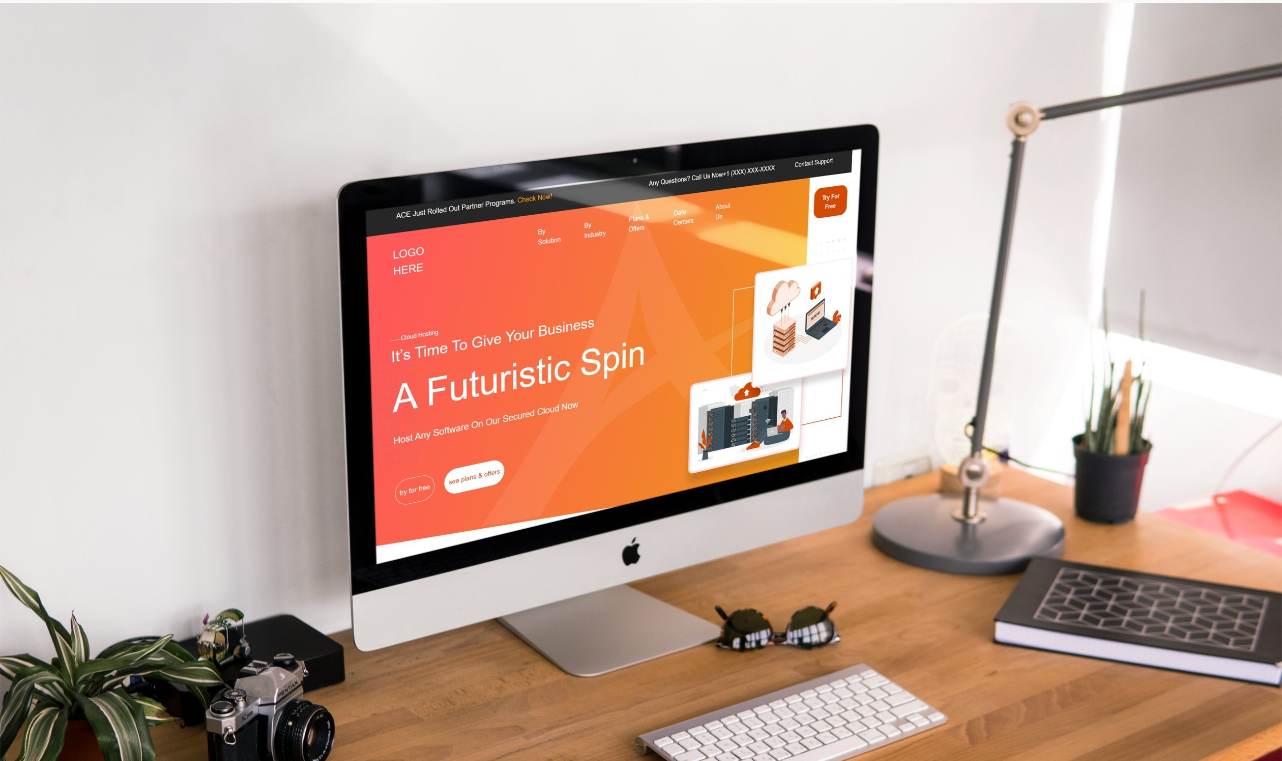 ACE Just Rolled Out Partner Programs. Check Now!
Any Questions? Call Us Now+1 (XXX) XXX-XXXX
Contact Support
LOGO
HERE
By
Solution
By
Industry
Plans &
Offers
Data
Centers
About
Us
Try For
Free
Cloud Hosting
It's Time To Give Your Business
A Futuristic Spin
Host Any Software On Our Secured Cloud Now
try for free
see plans & offers
PENTAX